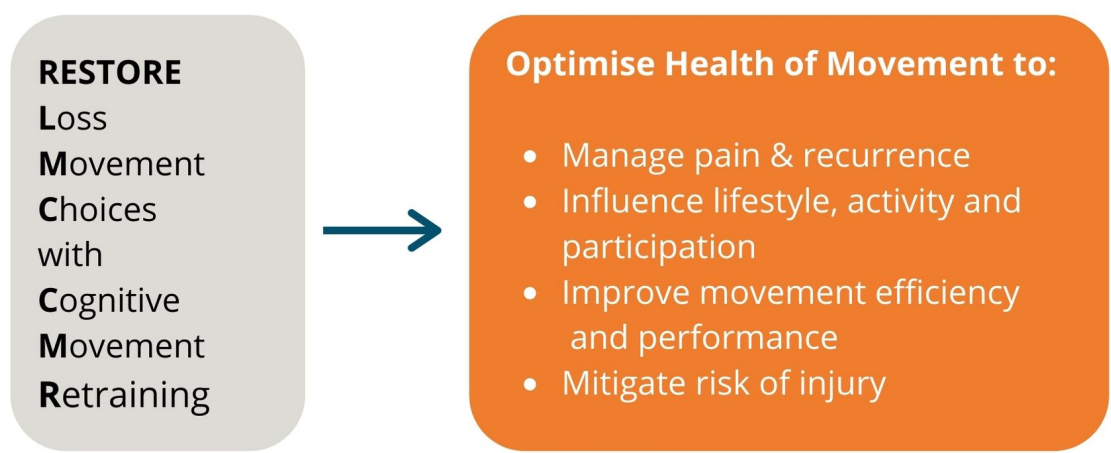 RESTORE
Loss
Movement
Choices
with
Cognitive
Movement
Retraining
Optimise Health of Movement to:
• Manage pain & recurrence
• Influence lifestyle, activity and
participation
• Improve movement efficiency
and performance
• Mitigate risk of injury